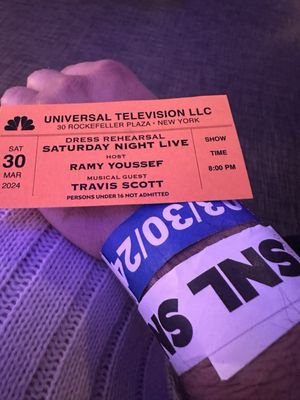 UNIVERSAL TELEVISION LLC
30 ROCKEFELLER PLAZA • NEW YORK
DRESS REHEARSAL
SATURDAY NIGHT LIVE
HOST
RAMY YOUSSEF
MUSICAL GUEST
TRAVIS SCOTT
PERSONS UNDER 16 NOT ADMITTED
SAT
30
MAR
2024
SHOW
TIME
8:00 PM
03/30/24
SNL
SN